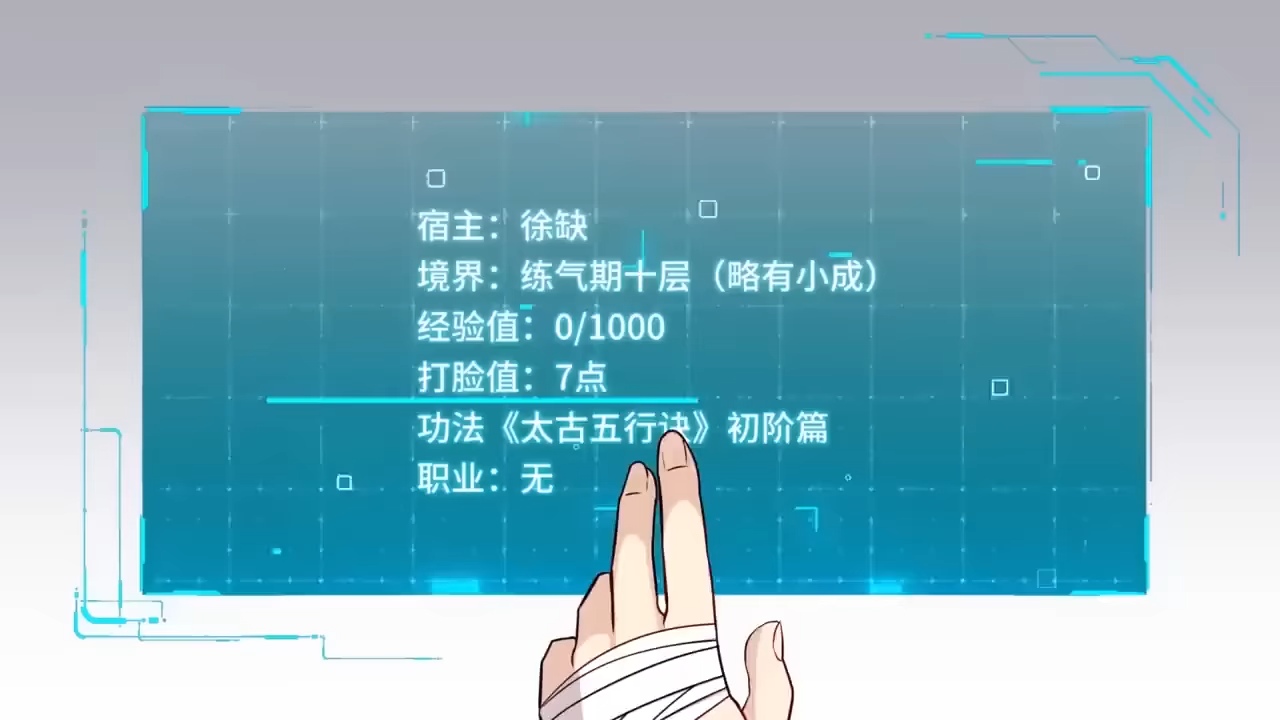 宿主：徐缺
境界：练气期十层（略有小成）
经验值：0/1000
打脸值：7点
功法《太古五行诀》初阶篇
职业：无